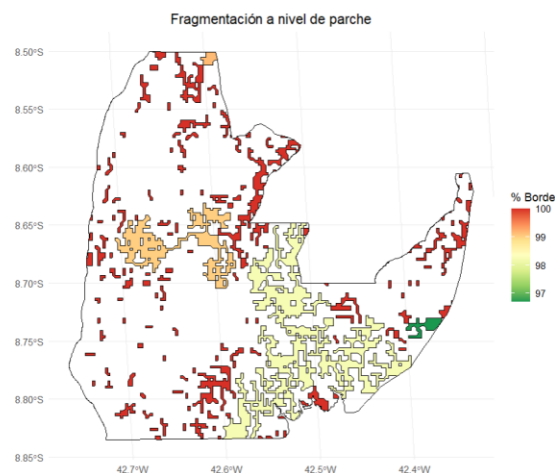 Fragmentación a nivel de parche
8.50°S
8.55°S
8.60°S
8.65°S
8.70°S
8.75°S
8.80°S
8.85°S
42.7°W
42.6°W
42.5°W
42.4°W
% Borde
100
99
98
97